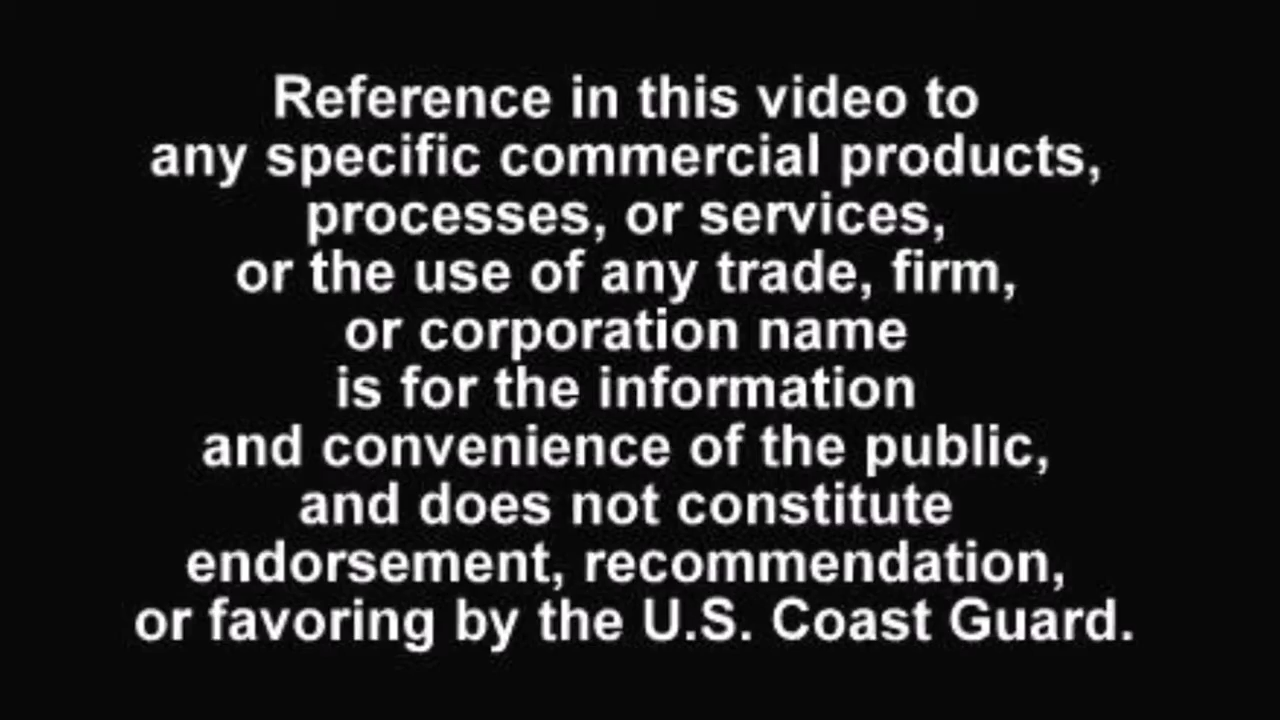 Reference in this video to
any specific commercial products,
processes, or services,
or the use of any trade, firm,
or corporation name
is for the information
and convenience of the public,
and does not constitute
endorsement, recommendation,
or favoring by the U.S. Coast Guard.